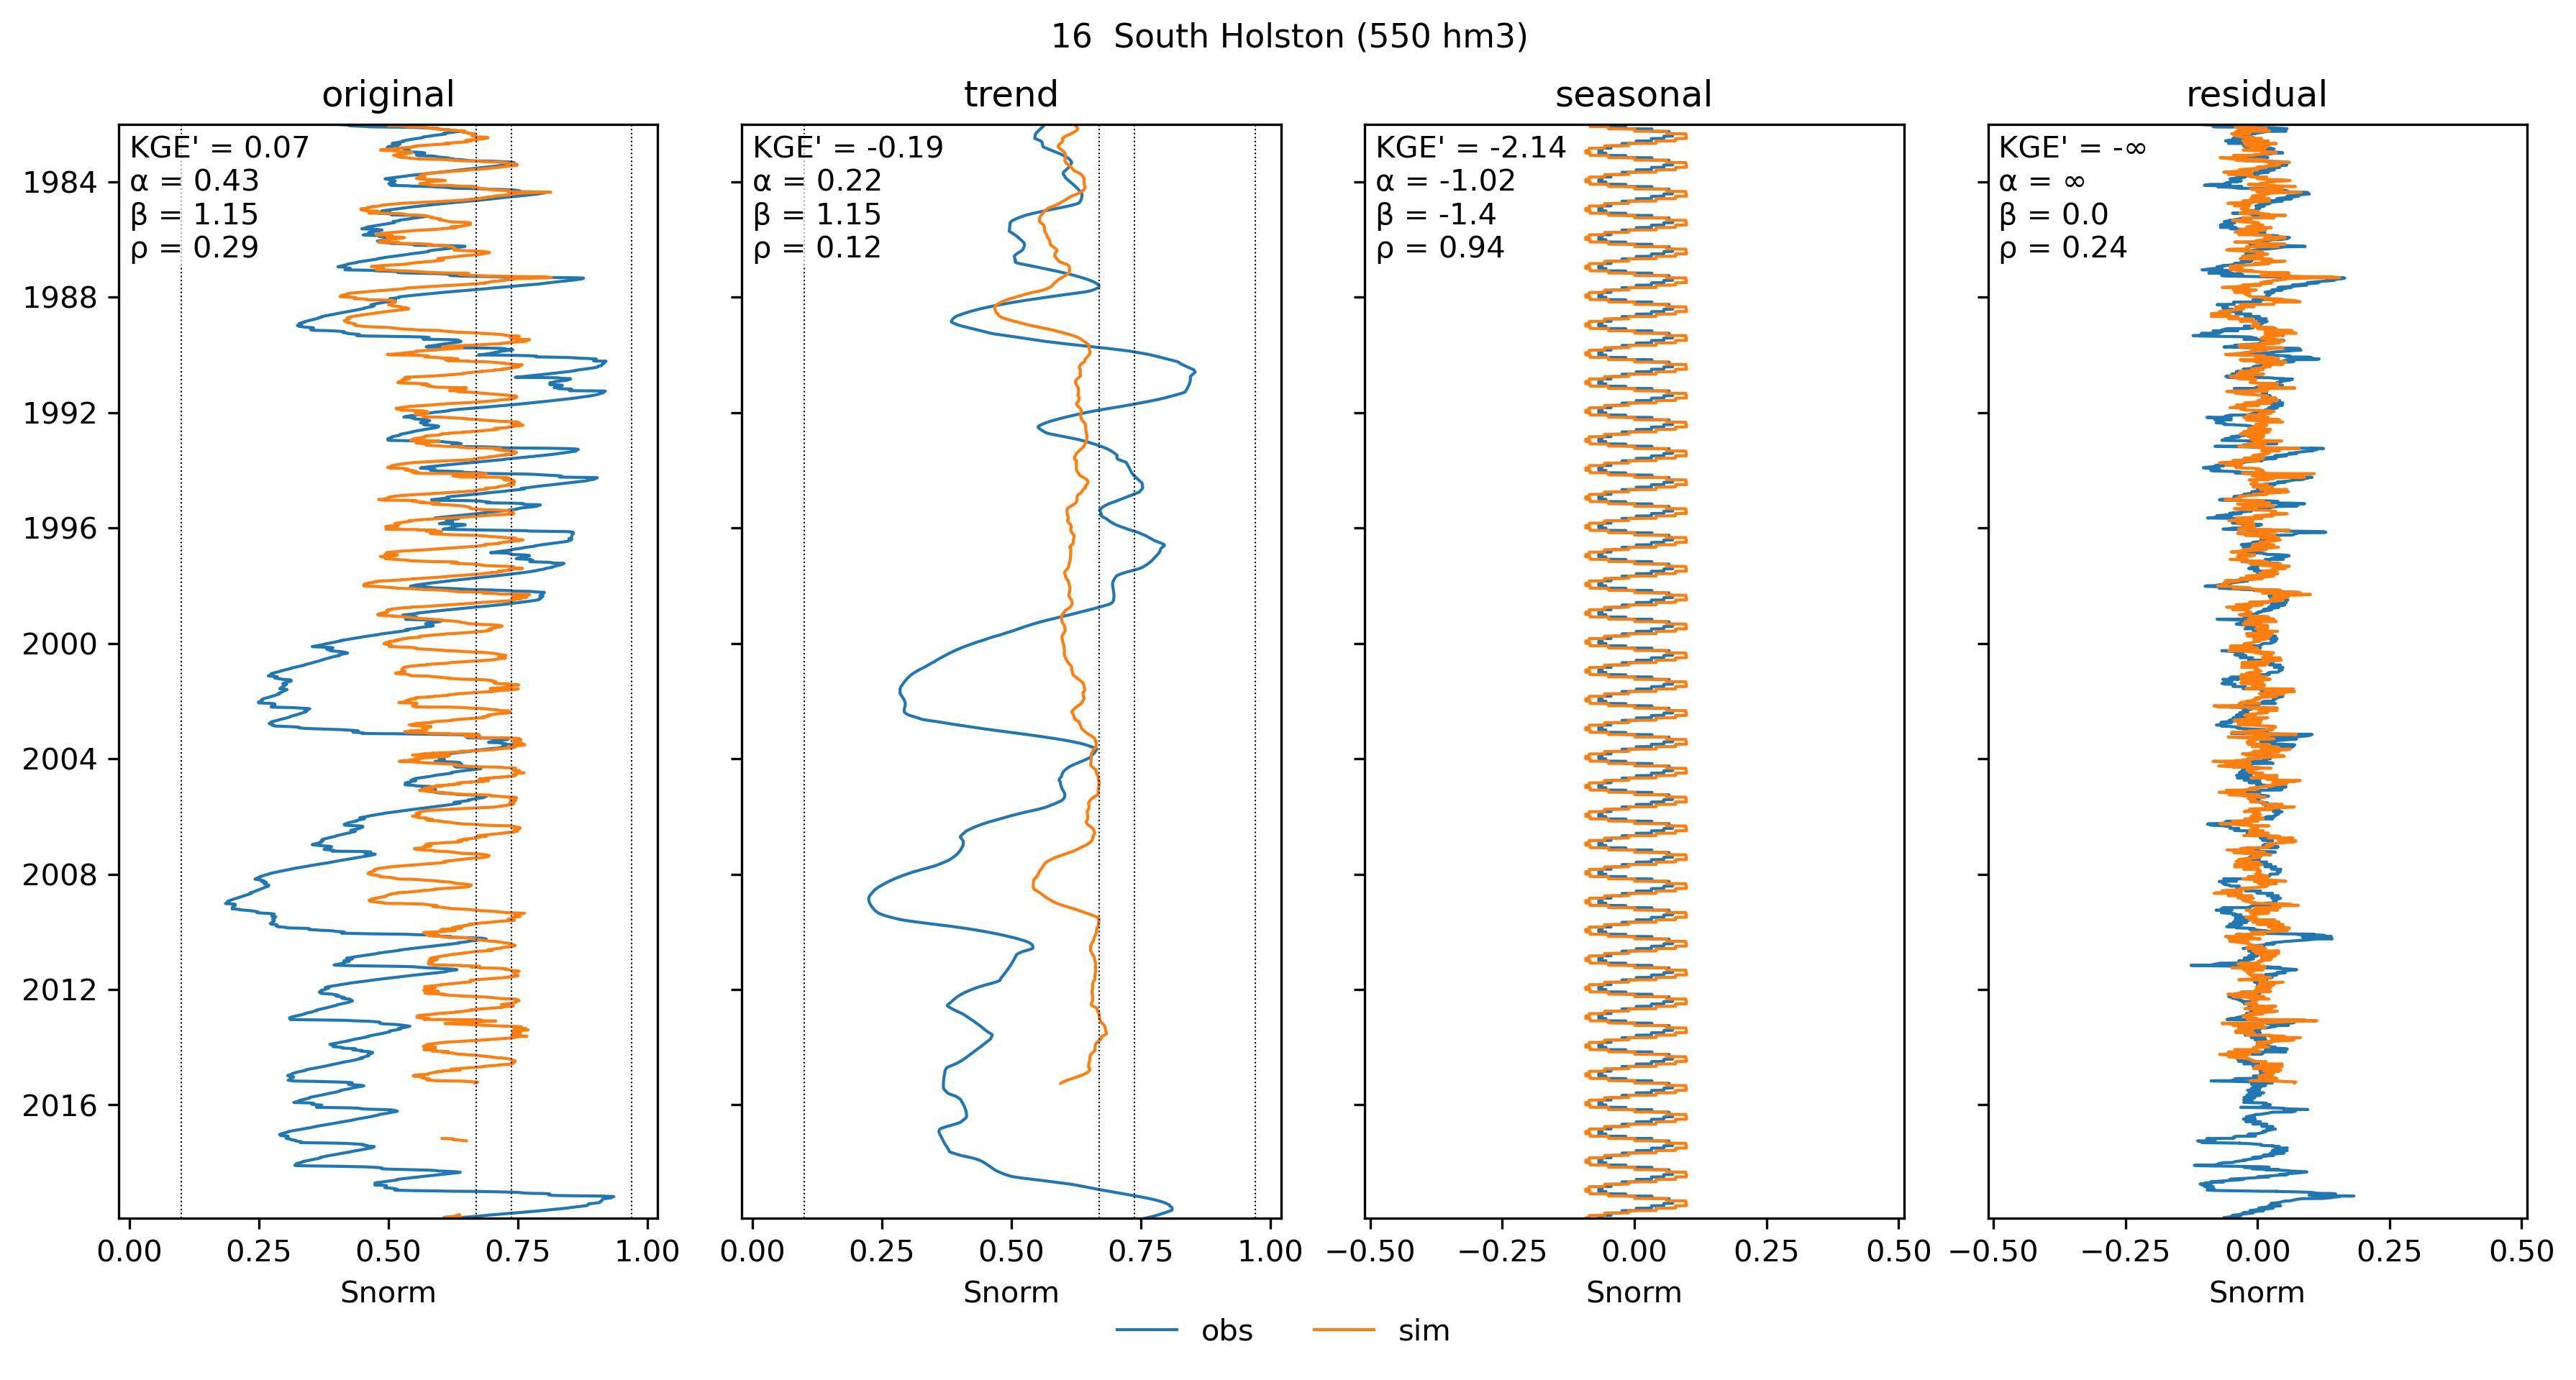 16  South Holston (550 hm3)
original
trend
seasonal
residual
KGE' = 0.07
α = 0.43
β = 1.15
ρ = 0.29
KGE' = -0.19
α = 0.22
β = 1.15
ρ = 0.12
KGE' = -2.14
α = -1.02
β = -1.4
ρ = 0.94
KGE' = -∞
α = ∞
β = 0.0
ρ = 0.24
1984
1988
1992
1996
2000
2004
2008
2012
2016
0.00 0.25 0.50 0.75 1.00
0.00 0.25 0.50 0.75 1.00
−0.50 −0.25 0.00 0.25 0.50
−0.50 −0.25 0.00 0.25 0.50
Snorm
Snorm
Snorm
Snorm
obs
sim